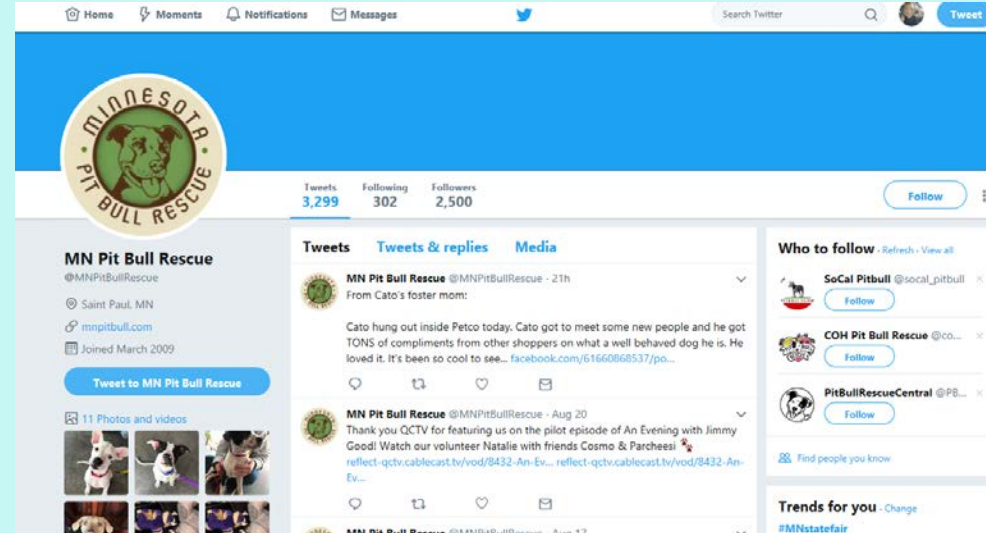 Home Moments Notifications Messages Search Twitter Tweet
MINNESOTA
PIT BULL RESCUE
Tweets Following Followers
3,299 302 2,500
Follow
MN Pit Bull Rescue
@MNPitBullRescue
Saint Paul, MN
mnpitbull.com
Joined March 2009
Tweet to MN Pit Bull Rescue
11 Photos and videos
Tweets Tweets & replies Media
MN Pit Bull Rescue @MNPitBullRescue · 21h
From Cato's foster mom:
Cato hung out inside Petco today. Cato got to meet some new people and he got
TONS of compliments from other shoppers on what a well behaved dog he is. He
loved it. It's been so cool to see... facebook.com/61660868537/po...
MN Pit Bull Rescue @MNPitBullRescue · Aug 20
Thank you QCTV for featuring us on the pilot episode of An Evening with Jimmy
Good! Watch our volunteer Natalie with friends Cosmo & Parcheesi 🐾
reflect-qctv.cablecast.tv/vod/8432-An-Ev... reflect-qctv.cablecast.tv/vod/8432-An-
Ev...
MN Pit Bull Rescue @MNPitBullRescue · Aug 17
Who to follow · Refresh · View all
SoCal Pitbull @socal_pitbull
Follow
COH Pit Bull Rescue @co...
Follow
PitBullRescueCentral @PB...
Follow
Find people you know
Trends for you · Change
#MNstatefair